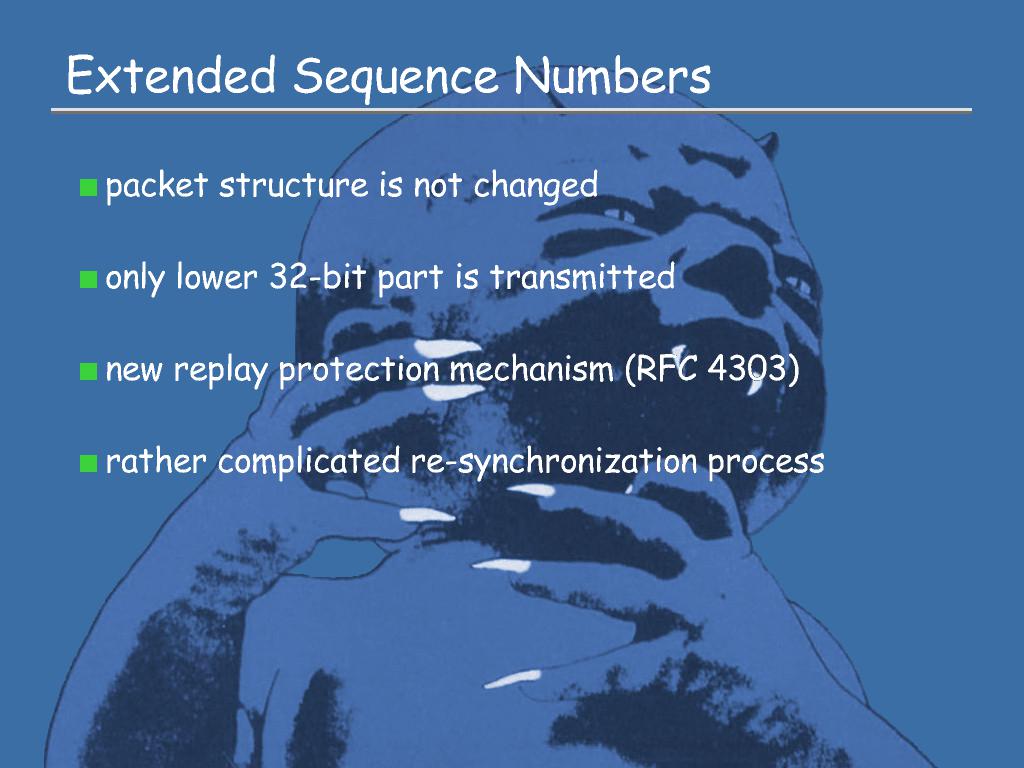 Extended Sequence Numbers
packet structure is not changed
only lower 32-bit part is transmitted
new replay protection mechanism (RFC 4303)
rather complicated re-synchronization process